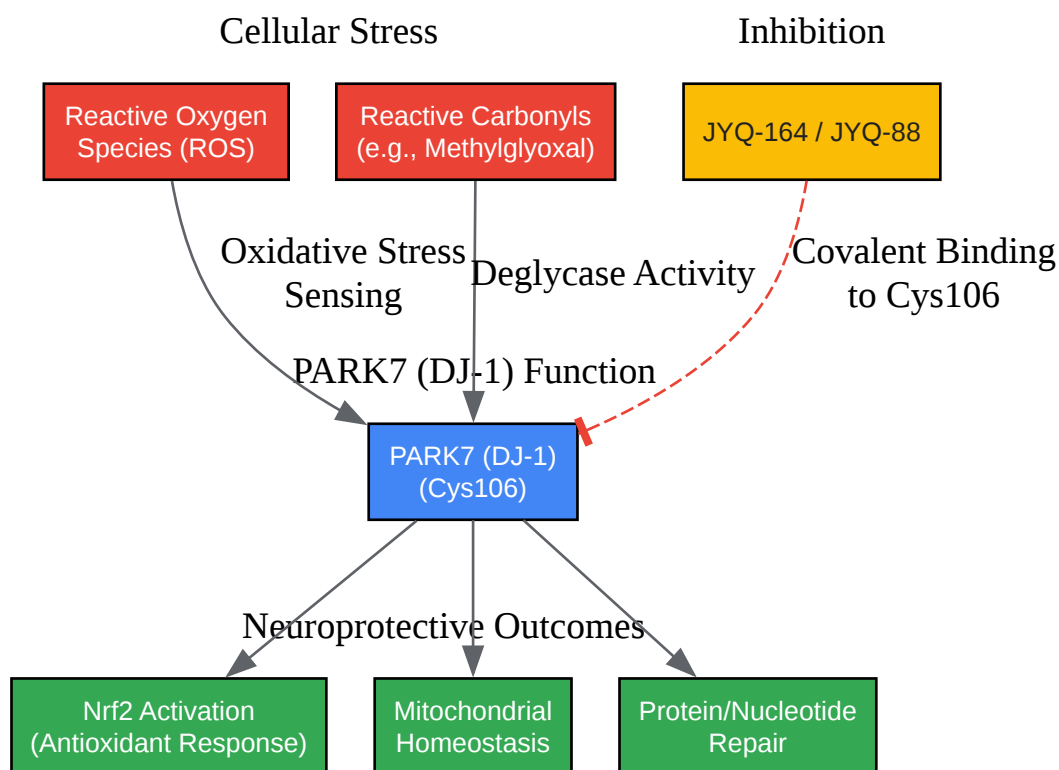 Cellular Stress
Inhibition
Reactive Oxygen
Species (ROS)
Reactive Carbonyls
(e.g., Methylglyoxal)
JYQ-164 / JYQ-88
Oxidative Stress
Sensing
Deglycase Activity
Covalent Binding
to Cys106
PARK7 (DJ-1) Function
PARK7 (DJ-1)
(Cys106)
Neuroprotective Outcomes
Nrf2 Activation
(Antioxidant Response)
Mitochondrial
Homeostasis
Protein/Nucleotide
Repair